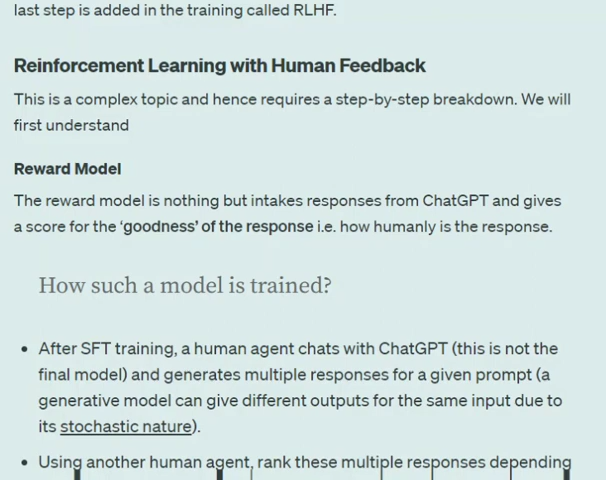 last step is added in the training called RLHF.
Reinforcement Learning with Human Feedback
This is a complex topic and hence requires a step-by-step breakdown. We will
first understand
Reward Model
The reward model is nothing but intakes responses from ChatGPT and gives
a score for the ‘goodness’ of the response i.e. how humanly is the response.
How such a model is trained?
• After SFT training, a human agent chats with ChatGPT (this is not the
final model) and generates multiple responses for a given prompt (a
generative model can give different outputs for the same input due to
its stochastic nature).
• Using another human agent, rank these multiple responses depending